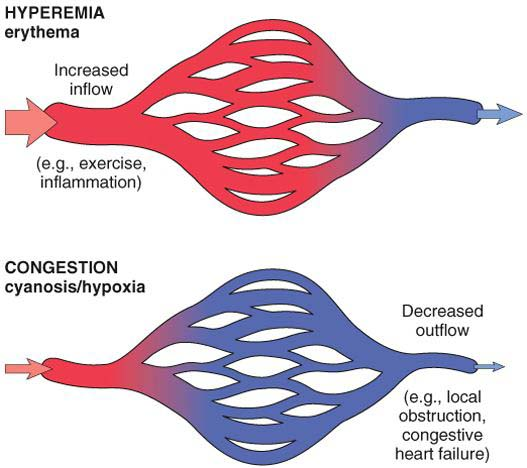 HYPEREMIA
erythema
Increased
inflow
(e.g., exercise,
inflammation)
CONGESTION
cyanosis/hypoxia
Decreased
outflow
(e.g., local
obstruction,
congestive
heart failure)